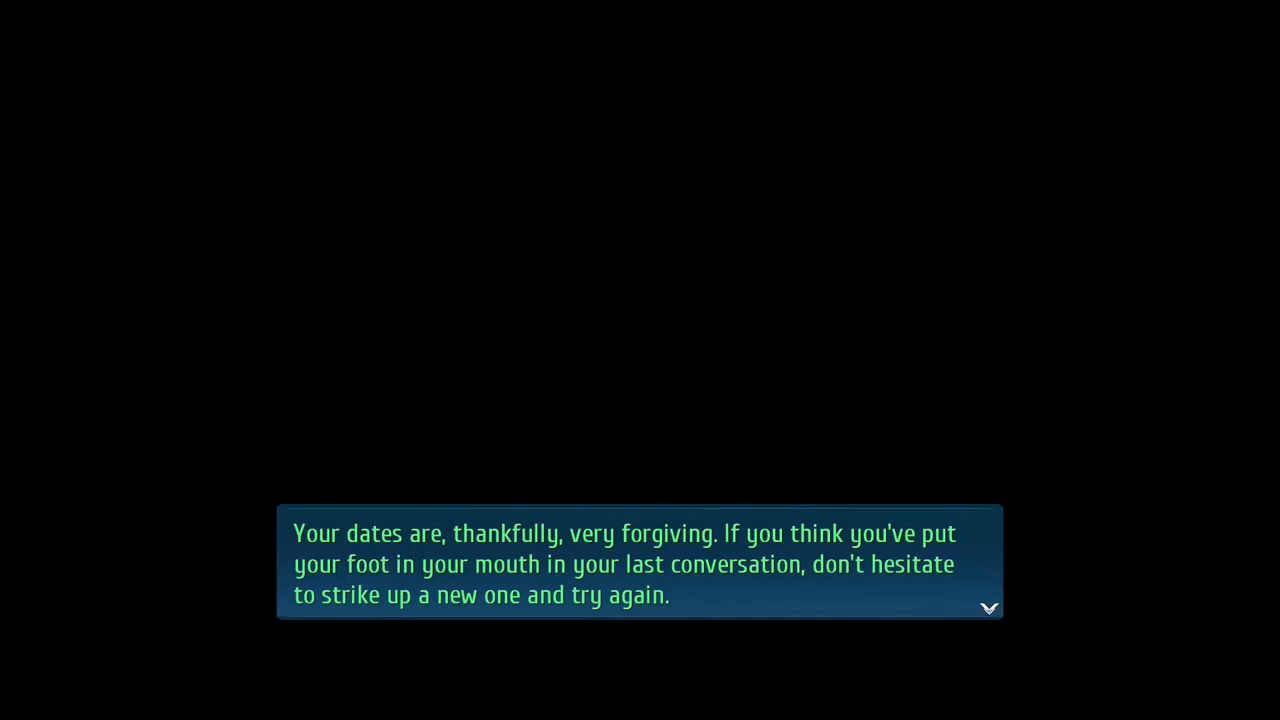 Your dates are, thankfully, very forgiving. If you think you've put
your foot in your mouth in your last conversation, don't hesitate
to strike up a new one and try again.